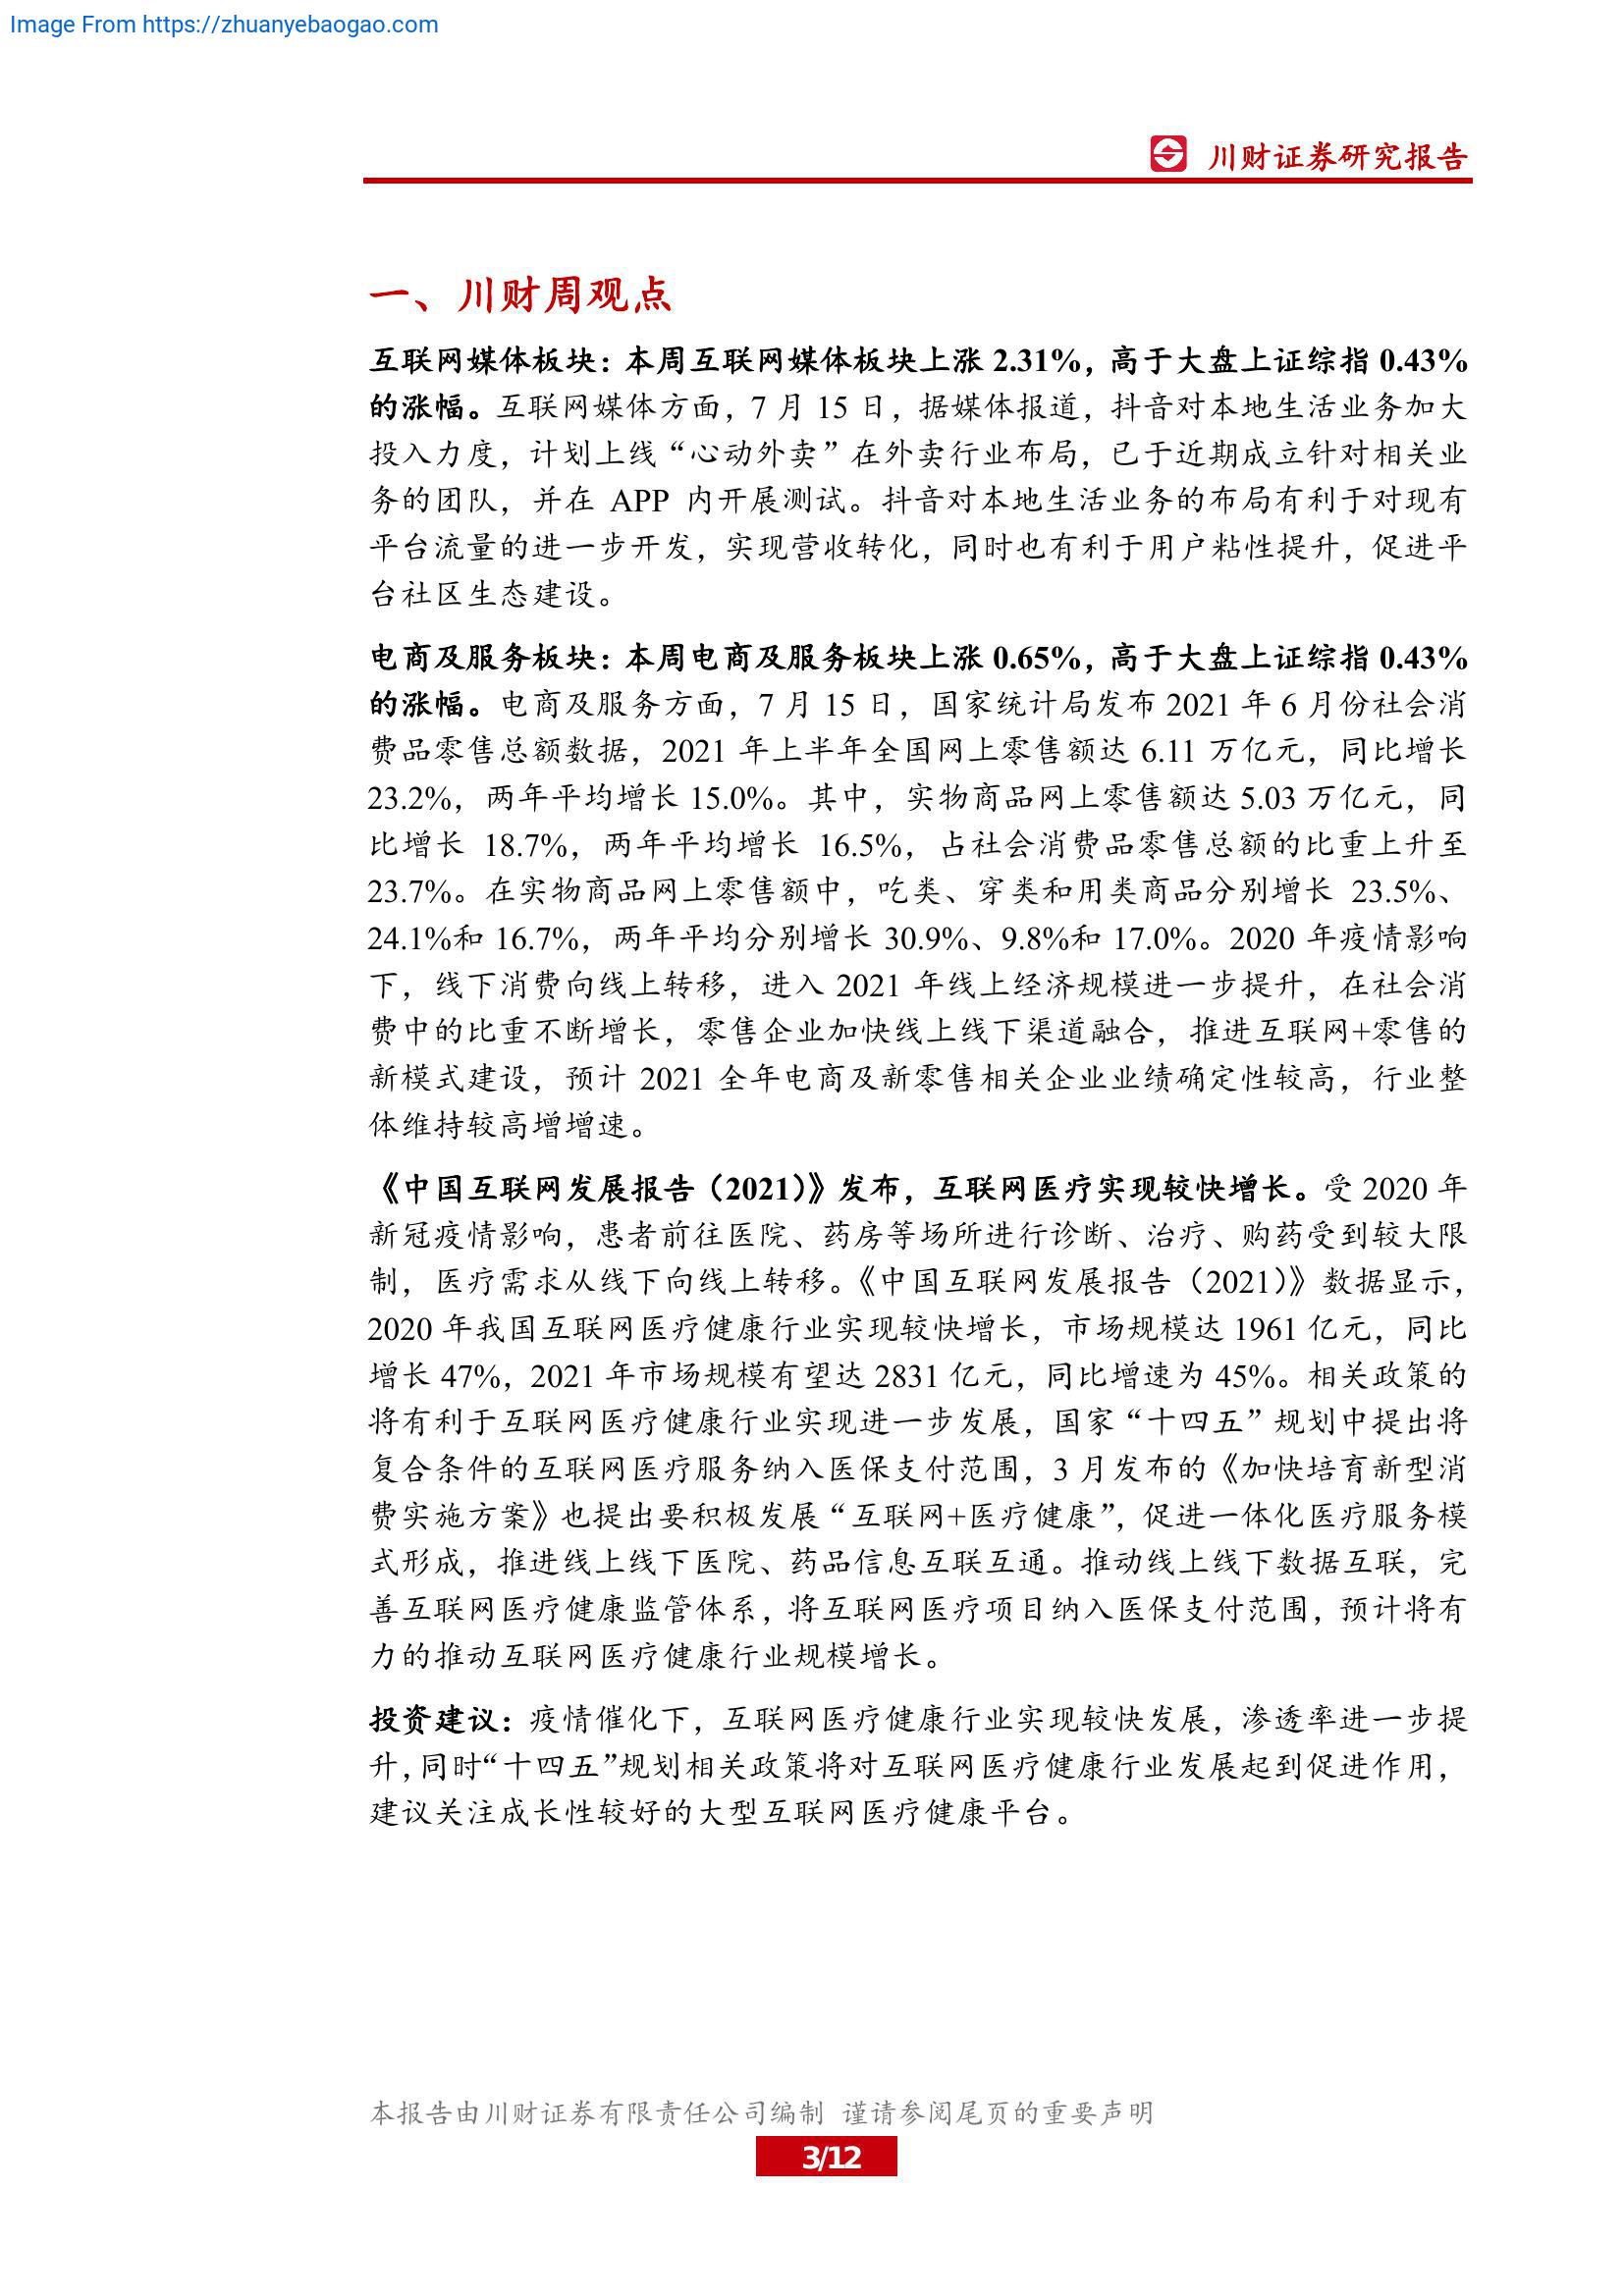 Image From https://zhuanyebaogao.com
川财证券研究报告
一、川财周观点
互联网媒体板块：本周互联网媒体板块上涨 2.31%，高于大盘上证综指 0.43%
的涨幅。互联网媒体方面，7 月 15 日，据媒体报道，抖音对本地生活业务加大
投入力度，计划上线“心动外卖”在外卖行业布局，已于近期成立针对相关业
务的团队，并在 APP 内开展测试。抖音对本地生活业务的布局有利于对现有
平台流量的进一步开发，实现营收转化，同时也有利于用户粘性提升，促进平
台社区生态建设。
电商及服务板块：本周电商及服务板块上涨 0.65%，高于大盘上证综指 0.43%
的涨幅。电商及服务方面，7 月 15 日，国家统计局发布 2021 年 6 月份社会消
费品零售总额数据，2021 年上半年全国网上零售额达 6.11 万亿元，同比增长
23.2%，两年平均增长 15.0%。其中，实物商品网上零售额达 5.03 万亿元，同
比增长 18.7%，两年平均增长 16.5%，占社会消费品零售总额的比重上升至
23.7%。在实物商品网上零售额中，吃类、穿类和用类商品分别增长 23.5%、
24.1%和 16.7%，两年平均分别增长 30.9%、9.8%和 17.0%。2020 年疫情影响
下，线下消费向线上转移，进入 2021 年线上经济规模进一步提升，在社会消
费中的比重不断增长，零售企业加快线上线下渠道融合，推进互联网+零售的
新模式建设，预计 2021 全年电商及新零售相关企业业绩确定性较高，行业整
体维持较高增增速。
《中国互联网发展报告（2021）》发布，互联网医疗实现较快增长。受 2020 年
新冠疫情影响，患者前往医院、药房等场所进行诊断、治疗、购药受到较大限
制，医疗需求从线下向线上转移。《中国互联网发展报告（2021）》数据显示，
2020 年我国互联网医疗健康行业实现较快增长，市场规模达 1961 亿元，同比
增长 47%，2021 年市场规模有望达 2831 亿元，同比增速为 45%。相关政策的
将有利于互联网医疗健康行业实现进一步发展，国家“十四五”规划中提出将
复合条件的互联网医疗服务纳入医保支付范围，3 月发布的《加快培育新型消
费实施方案》也提出要积极发展“互联网+医疗健康”，促进一体化医疗服务模
式形成，推进线上线下医院、药品信息互联互通。推动线上线下数据互联，完
善互联网医疗健康监管体系，将互联网医疗项目纳入医保支付范围，预计将有
力的推动互联网医疗健康行业规模增长。
投资建议：疫情催化下，互联网医疗健康行业实现较快发展，渗透率进一步提
升，同时“十四五”规划相关政策将对互联网医疗健康行业发展起到促进作用，
建议关注成长性较好的大型互联网医疗健康平台。
本报告由川财证券有限责任公司编制 谨请参阅尾页的重要声明
3/12